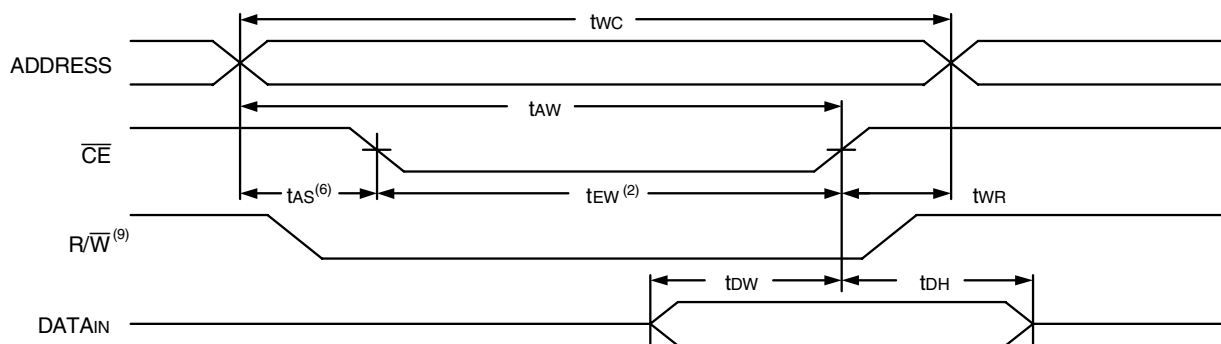 tWC
ADDRESS
tAW
CE
tAS(6)
tEW (2)
tWR
R/W (9)
tDW
tDH
DATAIN